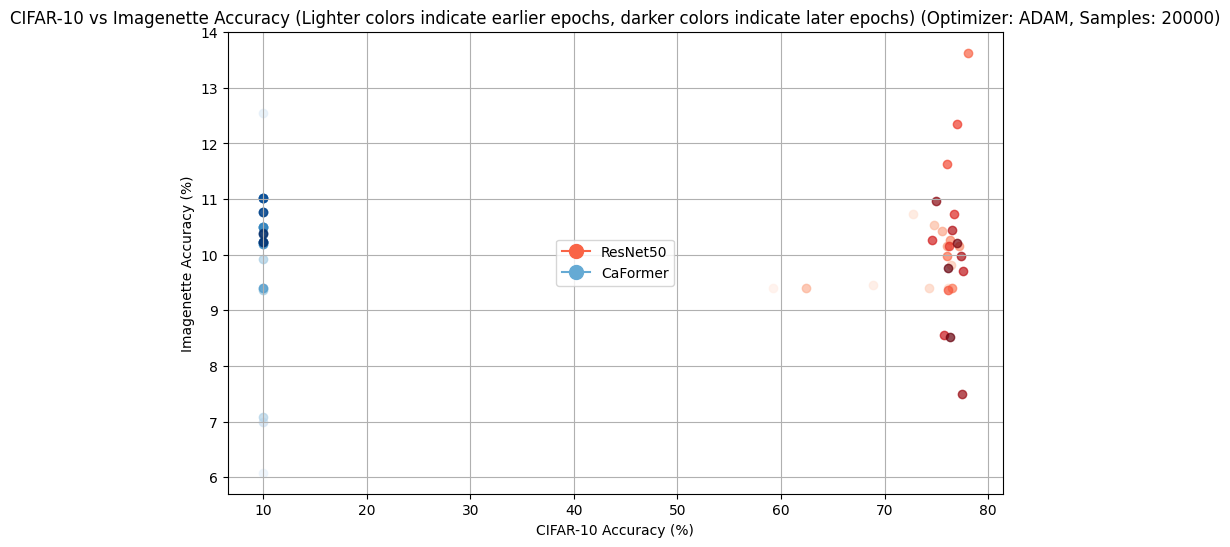 CIFAR-10 vs Imagenette Accuracy (Lighter colors indicate earlier epochs, darker colors indicate later epochs) (Optimizer: ADAM, Samples: 20000)
14
13
12
11
10
9
8
7
6
Imagenette Accuracy (%)
ResNet50
CaFormer
10 20 30 40 50 60 70 80
CIFAR-10 Accuracy (%)